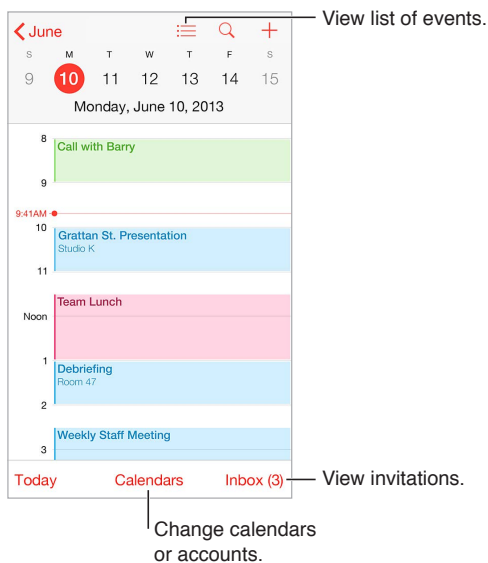 June
View list of events.
S M T W T F S
9 10 11 12 13 14 15
Monday, June 10, 2013
8
Call with Barry
9
9:41AM
10
Grattan St. Presentation
Studio K
11
Team Lunch
Noon
1
Debriefing
Room 47
2
Weekly Staff Meeting
3
Today Calendars Inbox (3)
View invitations.
Change calendars
or accounts.